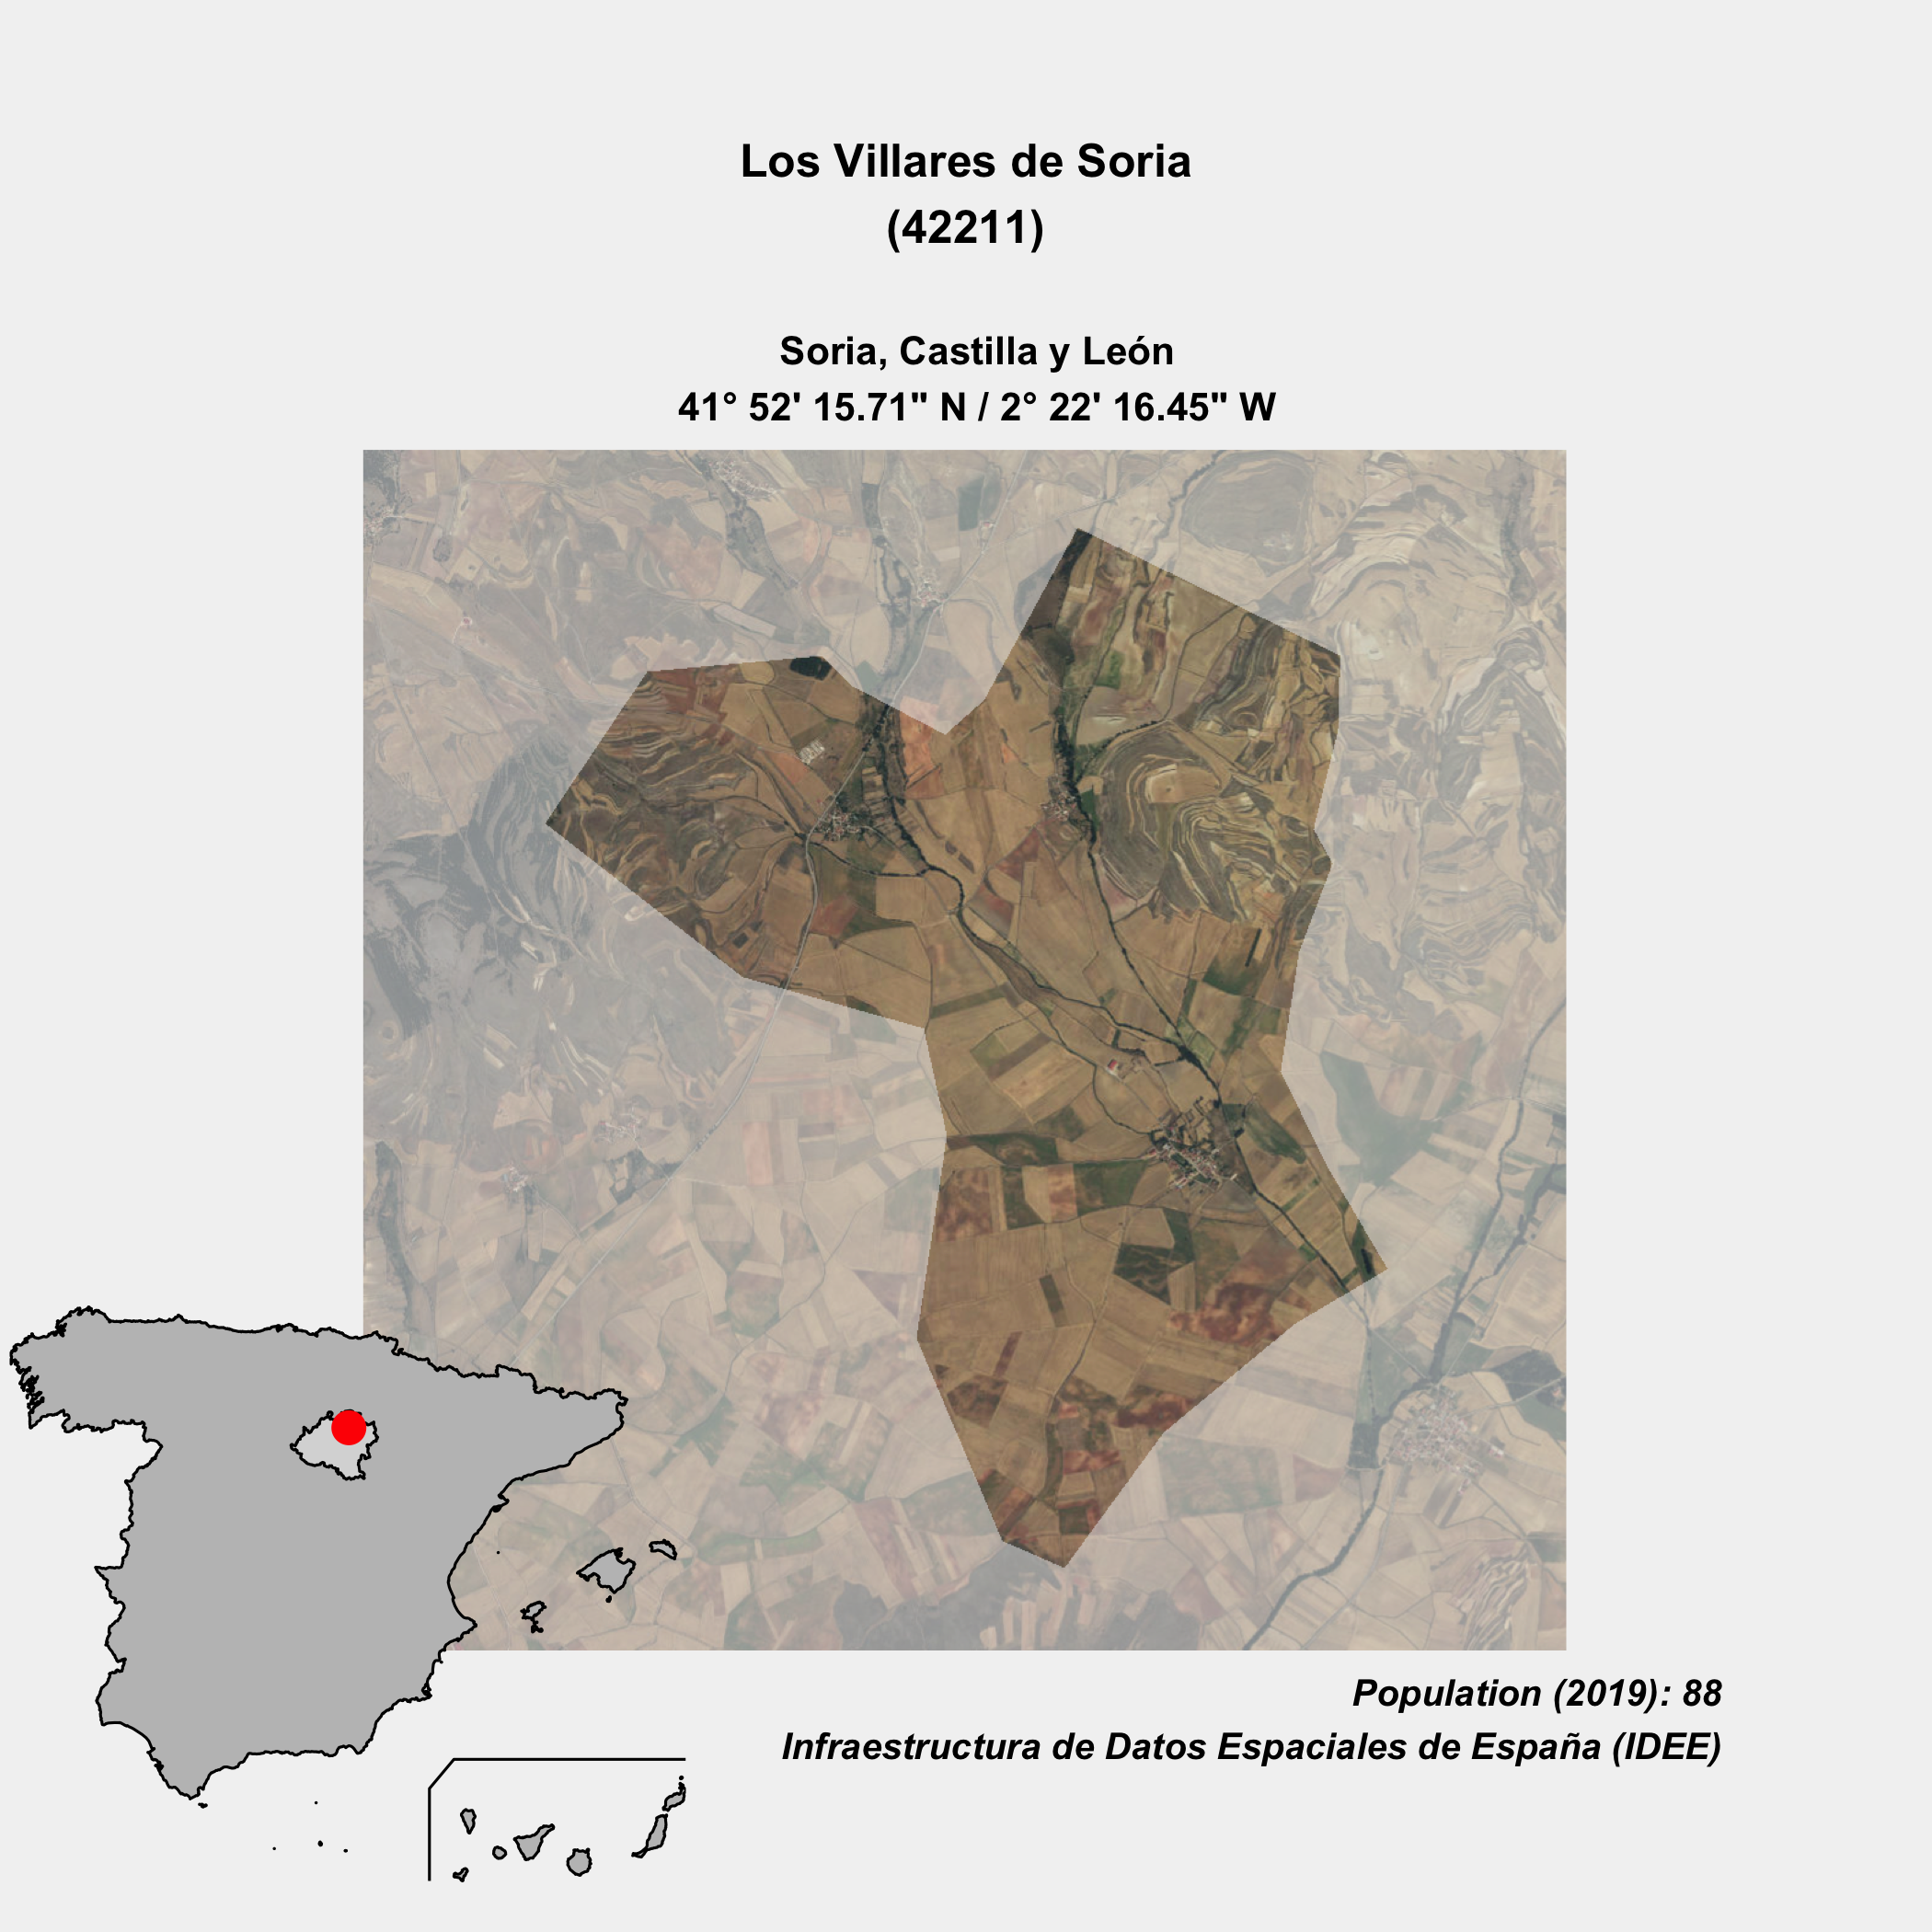 Los Villares de Soria
(42211)
Soria, Castilla y León
41° 52' 15.71" N / 2° 22' 16.45" W
Population (2019): 88
Infraestructura de Datos Espaciales de España (IDEE)